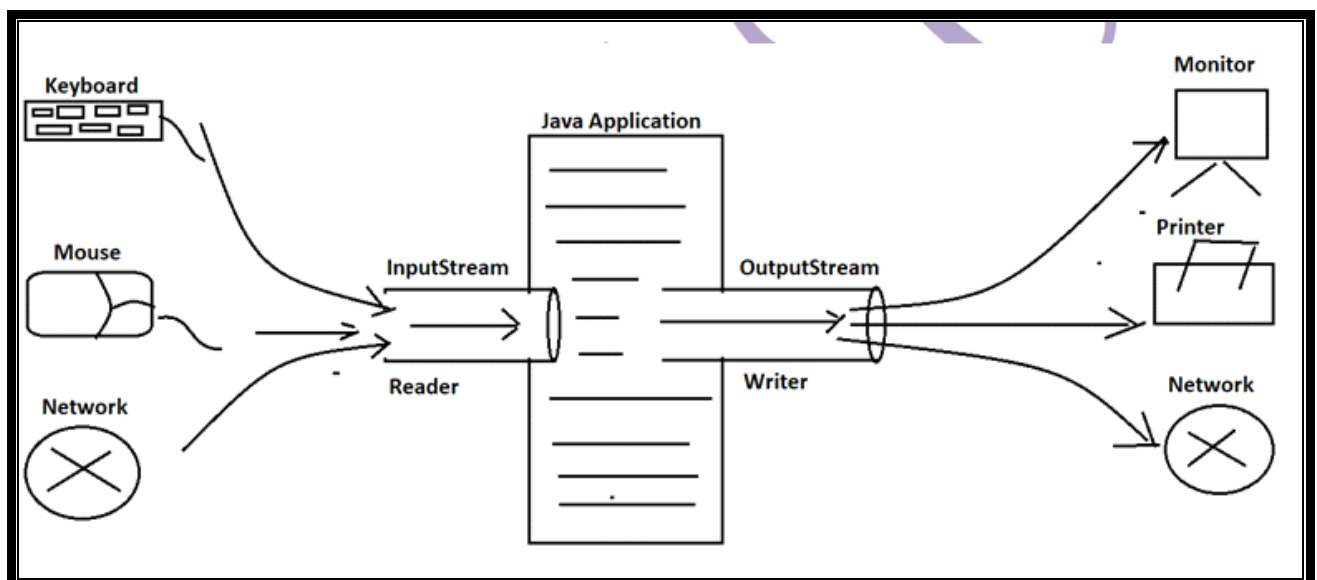 Keyboard
Monitor
Java Application
Printer
Mouse
InputStream
OutputStream
Reader
Writer
Network
Network